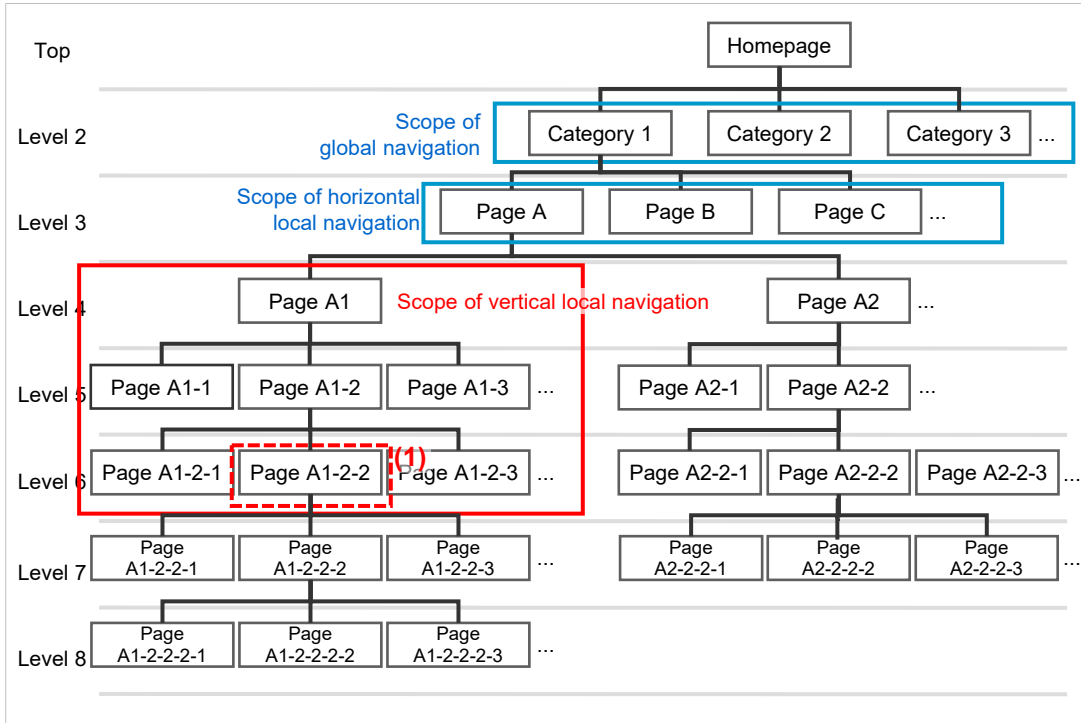 Top
Homepage
Level 2
Scope of
global navigation
Category 1
Category 2
Category 3
...
Level 3
Scope of horizontal
local navigation
Page A
Page B
Page C
...
Level 4
Page A1
Scope of vertical local navigation
Page A2
...
Level 5
Page A1-1
Page A1-2
Page A1-3
...
Page A2-1
Page A2-2
...
Level 6
Page A1-2-1
Page A1-2-2
(1)
Page A1-2-3
...
Page A2-2-1
Page A2-2-2
Page A2-2-3
...
Level 7
Page
A1-2-2-1
Page
A1-2-2-2
Page
A1-2-2-3
...
Page
A2-2-2-1
Page
A2-2-2-2
Page
A2-2-2-3
...
Level 8
Page
A1-2-2-2-1
Page
A1-2-2-2-2
Page
A1-2-2-2-3
...